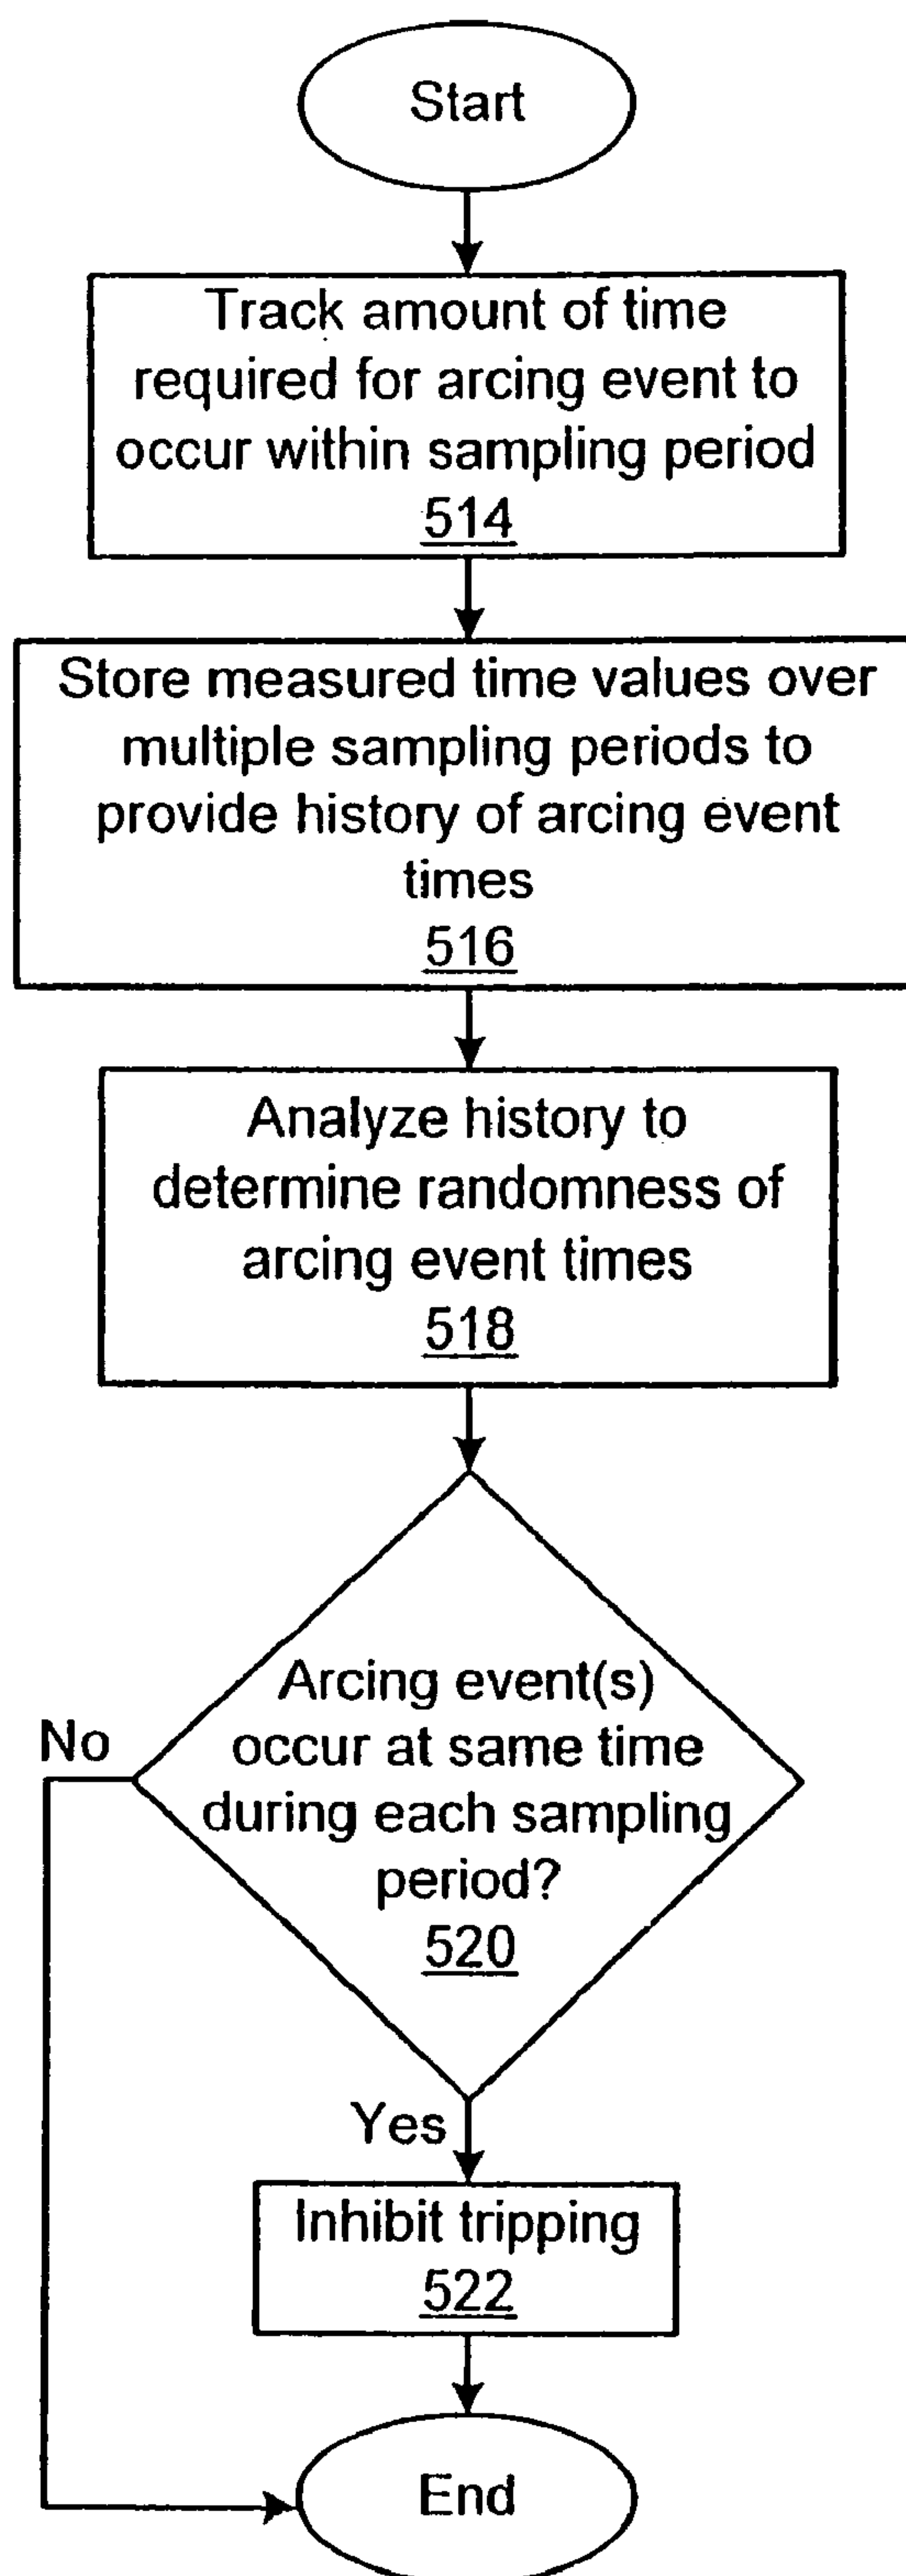 Start
Track amount of time
required for arcing event to
occur within sampling period
514
Store measured time values over
multiple sampling periods to
provide history of arcing event
times
516
Analyze history to
determine randomness of
arcing event times
518
Arcing event(s)
occur at same time
during each sampling
period?
520
No
Yes
Inhibit tripping
522
End